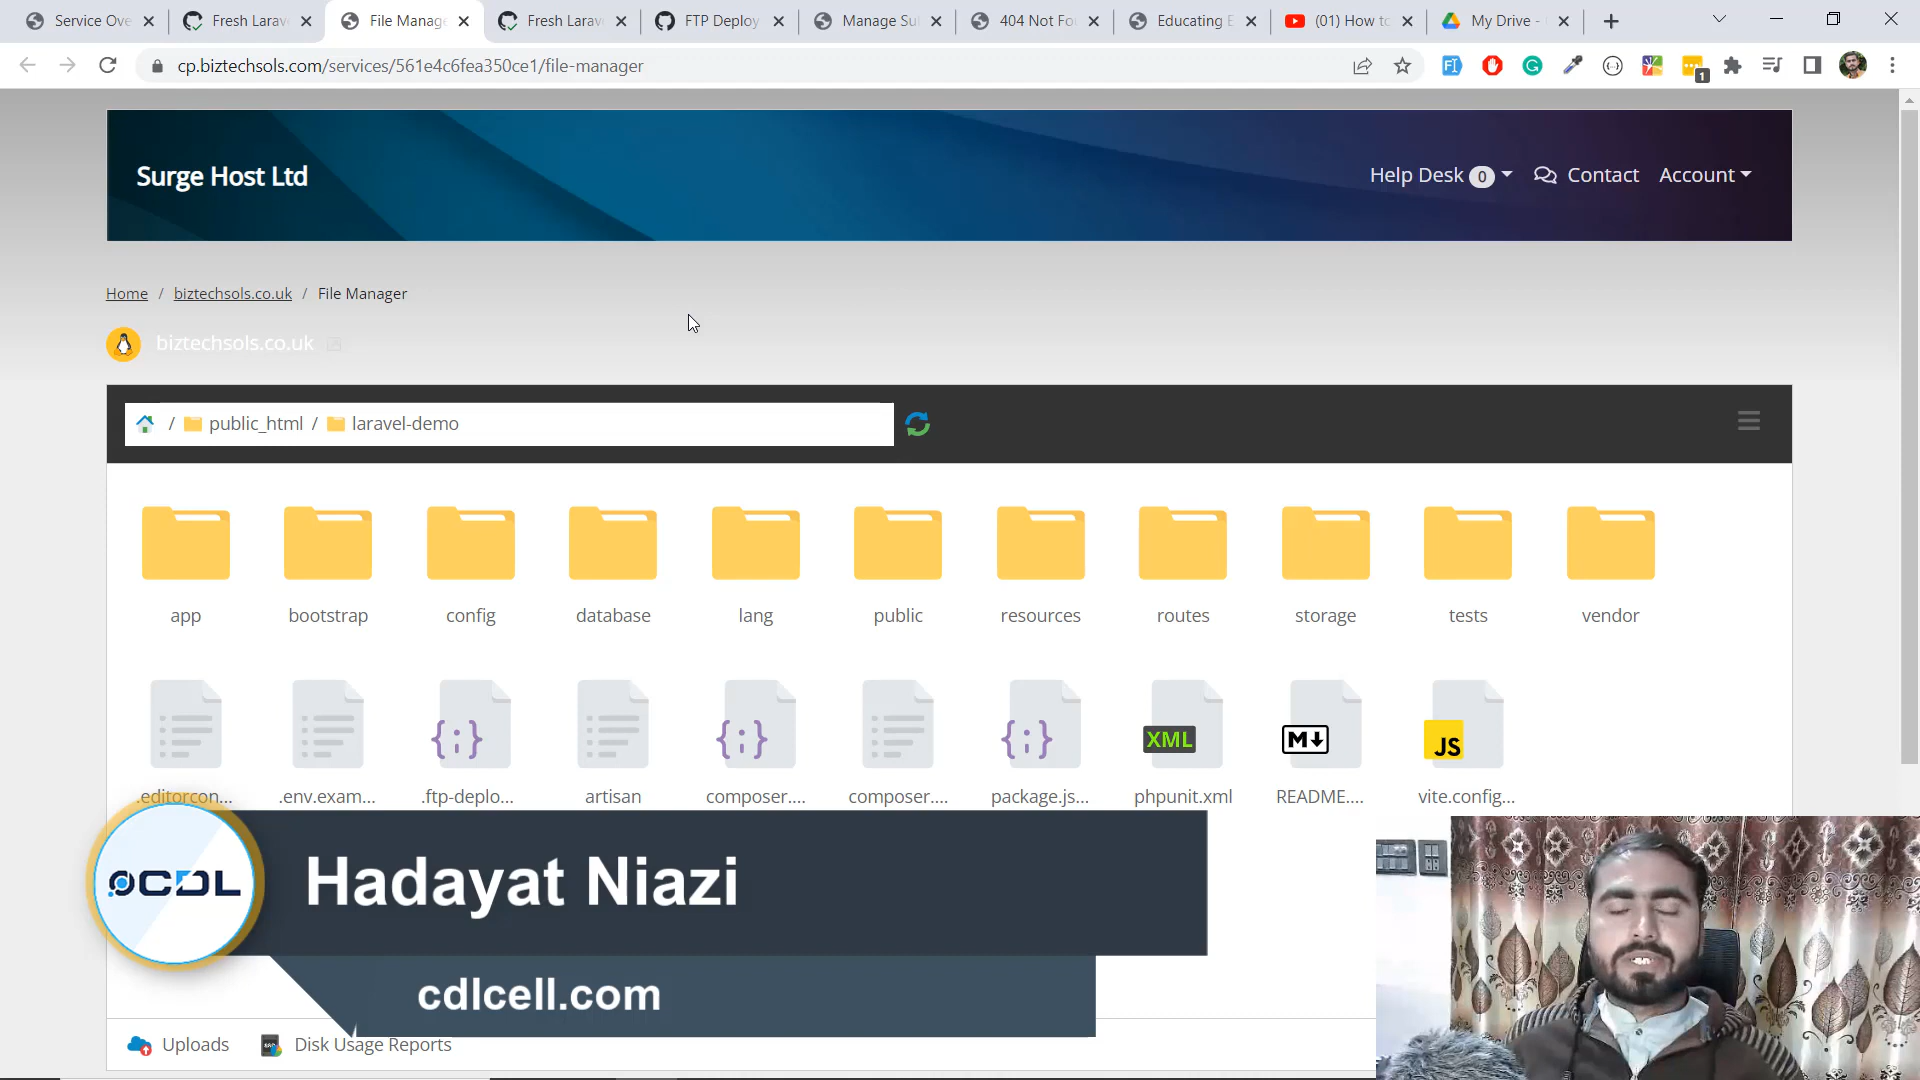 Service Ove
Fresh Larav
File Manage
Fresh Larav
FTP Deploy
Manage Su
404 Not Fo
Educating E
(01) How to
My Drive -
cp.biztechsols.com/services/561e4c6fea350ce1/file-manager
1
Surge Host Ltd
Help Desk 0
Contact
Account
Home / biztechsols.co.uk / File Manager
biztechsols.co.uk
/ public_html / laravel-demo
app
bootstrap
config
database
lang
public
resources
routes
storage
tests
vendor
{;}
{;}
{;}
XML
M
JS
.editorcon...
.env.exam...
.ftp-deplo...
artisan
composer....
composer....
package.js...
phpunit.xml
README....
vite.config...
CDL
Hadayat Niazi
cdlcell.com
Uploads
Disk Usage Reports